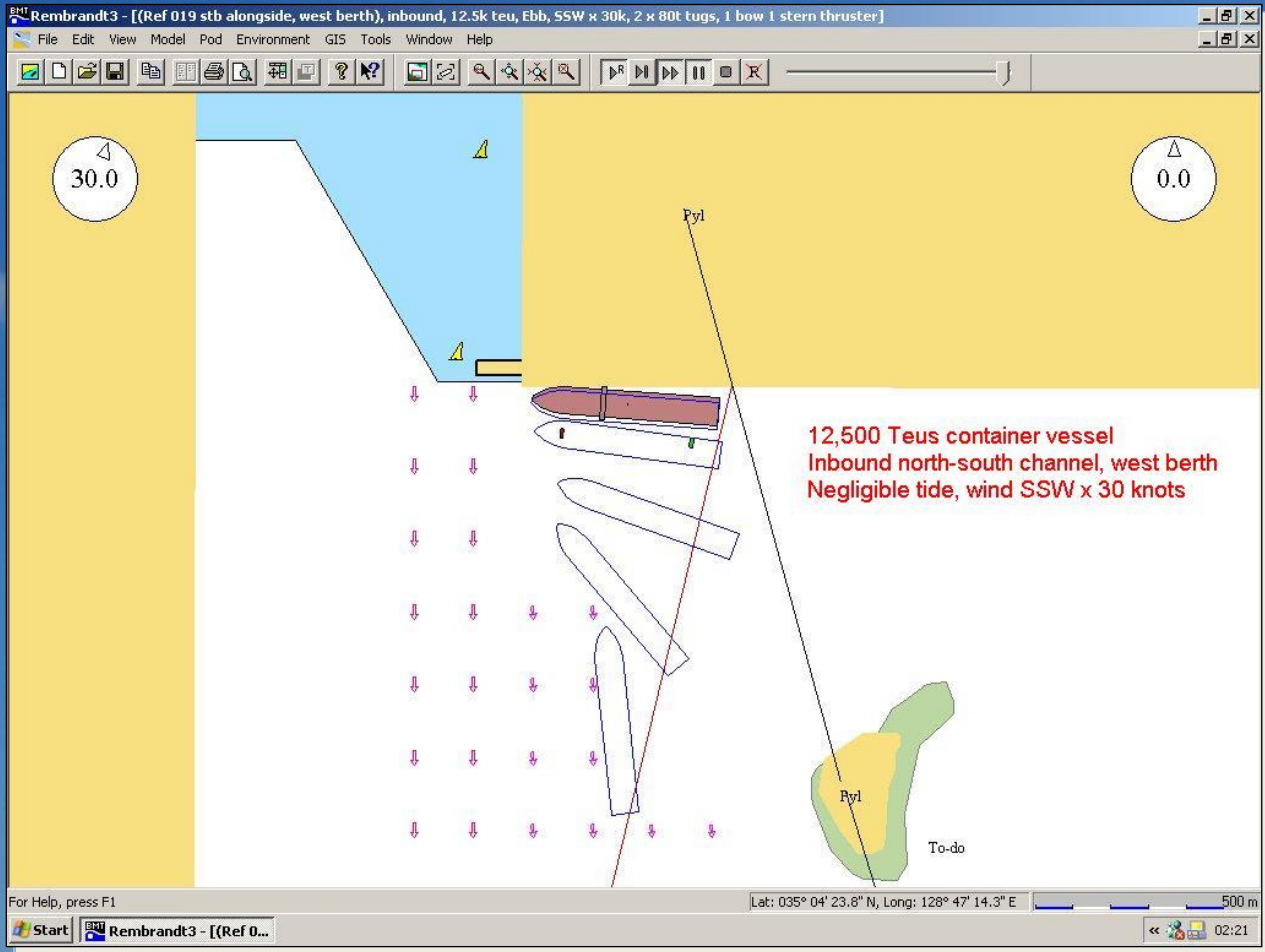 BMT Rembrandt3 - [(Ref 019 stb alongside, west berth), inbound, 12.5k teu, Ebb, SSW x 30k, 2 x 80t tugs, 1 bow 1 stern thruster]
File Edit View Model Pod Environment GIS Tools Window Help
R
30.0
0.0
Pyl
12,500 Teus container vessel
Inbound north-south channel, west berth
Negligible tide, wind SSW x 30 knots
Pyl
To-do
For Help, press F1
Lat: 035° 04' 23.8" N, Long: 128° 47' 14.3" E
500 m
Start
BMT Rembrandt3 - [(Ref 0...
02:21